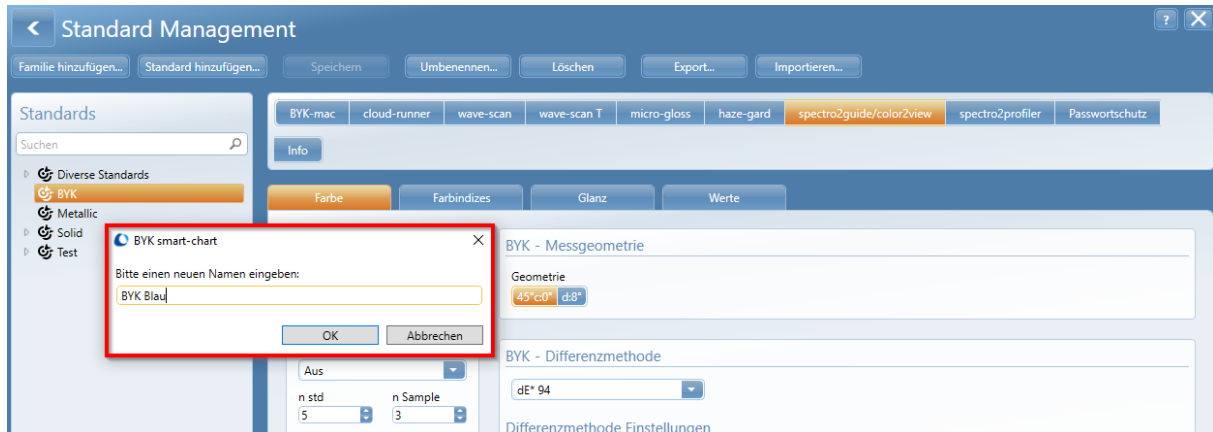 Standard Management
?
Familie hinzufügen... Standard hinzufügen... Speichern Umbenennen... Löschen Export... Importieren...
Standards
Suchen
Diverse Standards
BYK
Metallic
Solid
Test
BYK-mac cloud-runner wave-scan wave-scan T micro-gloss haze-gard spectro2guide/color2view spectro2profiler Passwortschutz
Info
Farbe Farbindizes Glanz Werte
BYK smart-chart
Bitte einen neuen Namen eingeben:
BYK Blau
OK Abbrechen
Aus
n std n Sample
5 3
BYK - Messgeometrie
Geometrie
45°c:0° d:8°
BYK - Differenzmethode
dE* 94
Differenzmethode Einstellungen